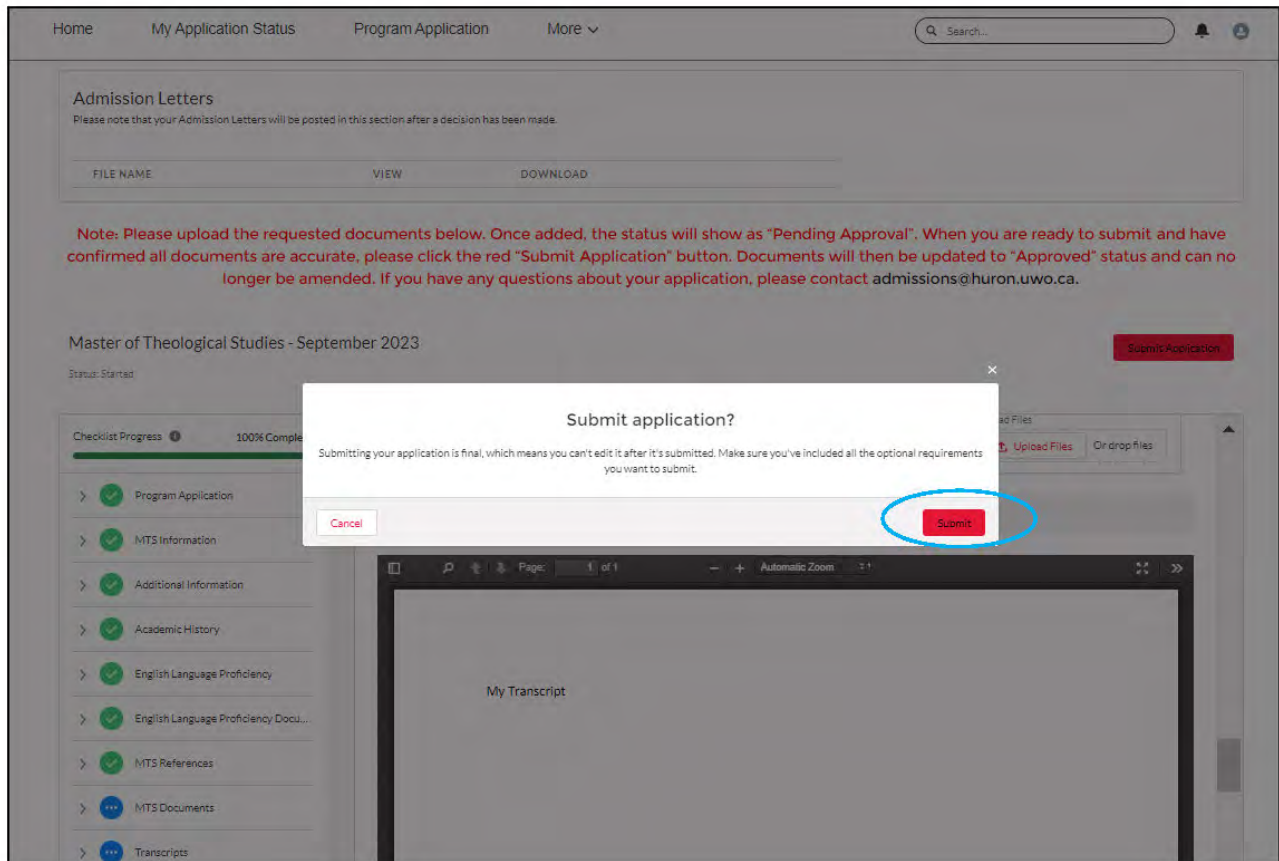 Home My Application Status Program Application More Search...
Admission Letters
Please note that your Admission Letters will be posted in this section after a decision has been made.
FILE NAME VIEW DOWNLOAD
Note: Please upload the requested documents below. Once added, the status will show as "Pending Approval". When you are ready to submit and have
confirmed all documents are accurate, please click the red "Submit Application" button. Documents will then be updated to "Approved" status and can no
longer be amended. If you have any questions about your application, please contact admissions@huron.uwo.ca.
Master of Theological Studies - September 2023
Submit Application
Status: Started
Submit application?
Submitting your application is final, which means you can't edit it after it's submitted. Make sure you've included all the optional requirements
you want to submit.
Cancel Submit
Checklist Progress 100% Comple
ad Files
Upload Files Or drop files
Program Application
MTS Information
Additional Information
Academic History
English Language Proficiency
English Language Proficiency Docu...
MTS References
MTS Documents
Transcripts
Page: 1 of 1 Automatic Zoom
My Transcript